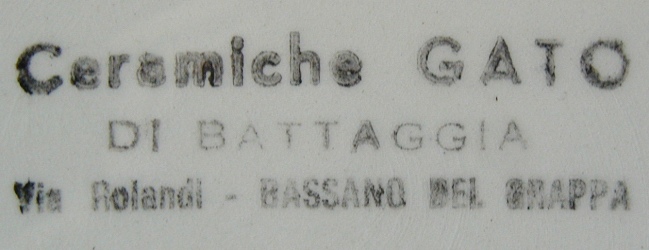 Ceramiche GATO
DI BATTAGGIA
Via Rolandi - BASSANO DEL GRAPPA